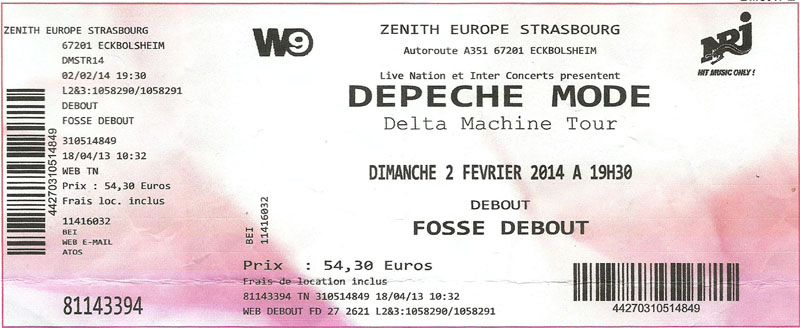 ZENITH EUROPE STRASBOURG
67201 ECKBOLSHEIM
DMSTR14
02/02/14 19:30
L2&3:1058290/1058291
DEBOUT
FOSSE DEBOUT
310514849
18/04/13 10:32
WEB TN
Prix : 54,30 Euros
Frais loc. inclus
11416032
BEI
WEB E-MAIL
ATOS
81143394
44270310514849
W9
ZENITH EUROPE STRASBOURG
Autoroute A351 67201 ECKBOLSHEIM
Live Nation et Inter Concerts presentent
DEPECHE MODE
Delta Machine Tour
DIMANCHE 2 FEVRIER 2014 A 19H30
DEBOUT
FOSSE DEBOUT
NRJ
HIT MUSIC ONLY !
BEI
11416032
Prix : 54,30 Euros
Frais de location inclus
81143394 TN 310514849 18/04/13 10:32
WEB DEBOUT FD 27 2621 L2&3:1058290/1058291
44270310514849